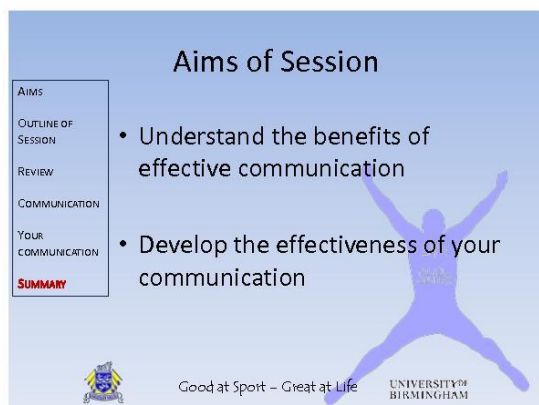 Aims of Session
AIMS
OUTLINE OF
SESSION
REVIEW
COMMUNICATION
YOUR
COMMUNICATION
SUMMARY
• Understand the benefits of
effective communication
• Develop the effectiveness of your
communication
Good at Sport – Great at Life
UNIVERSITY OF
BIRMINGHAM